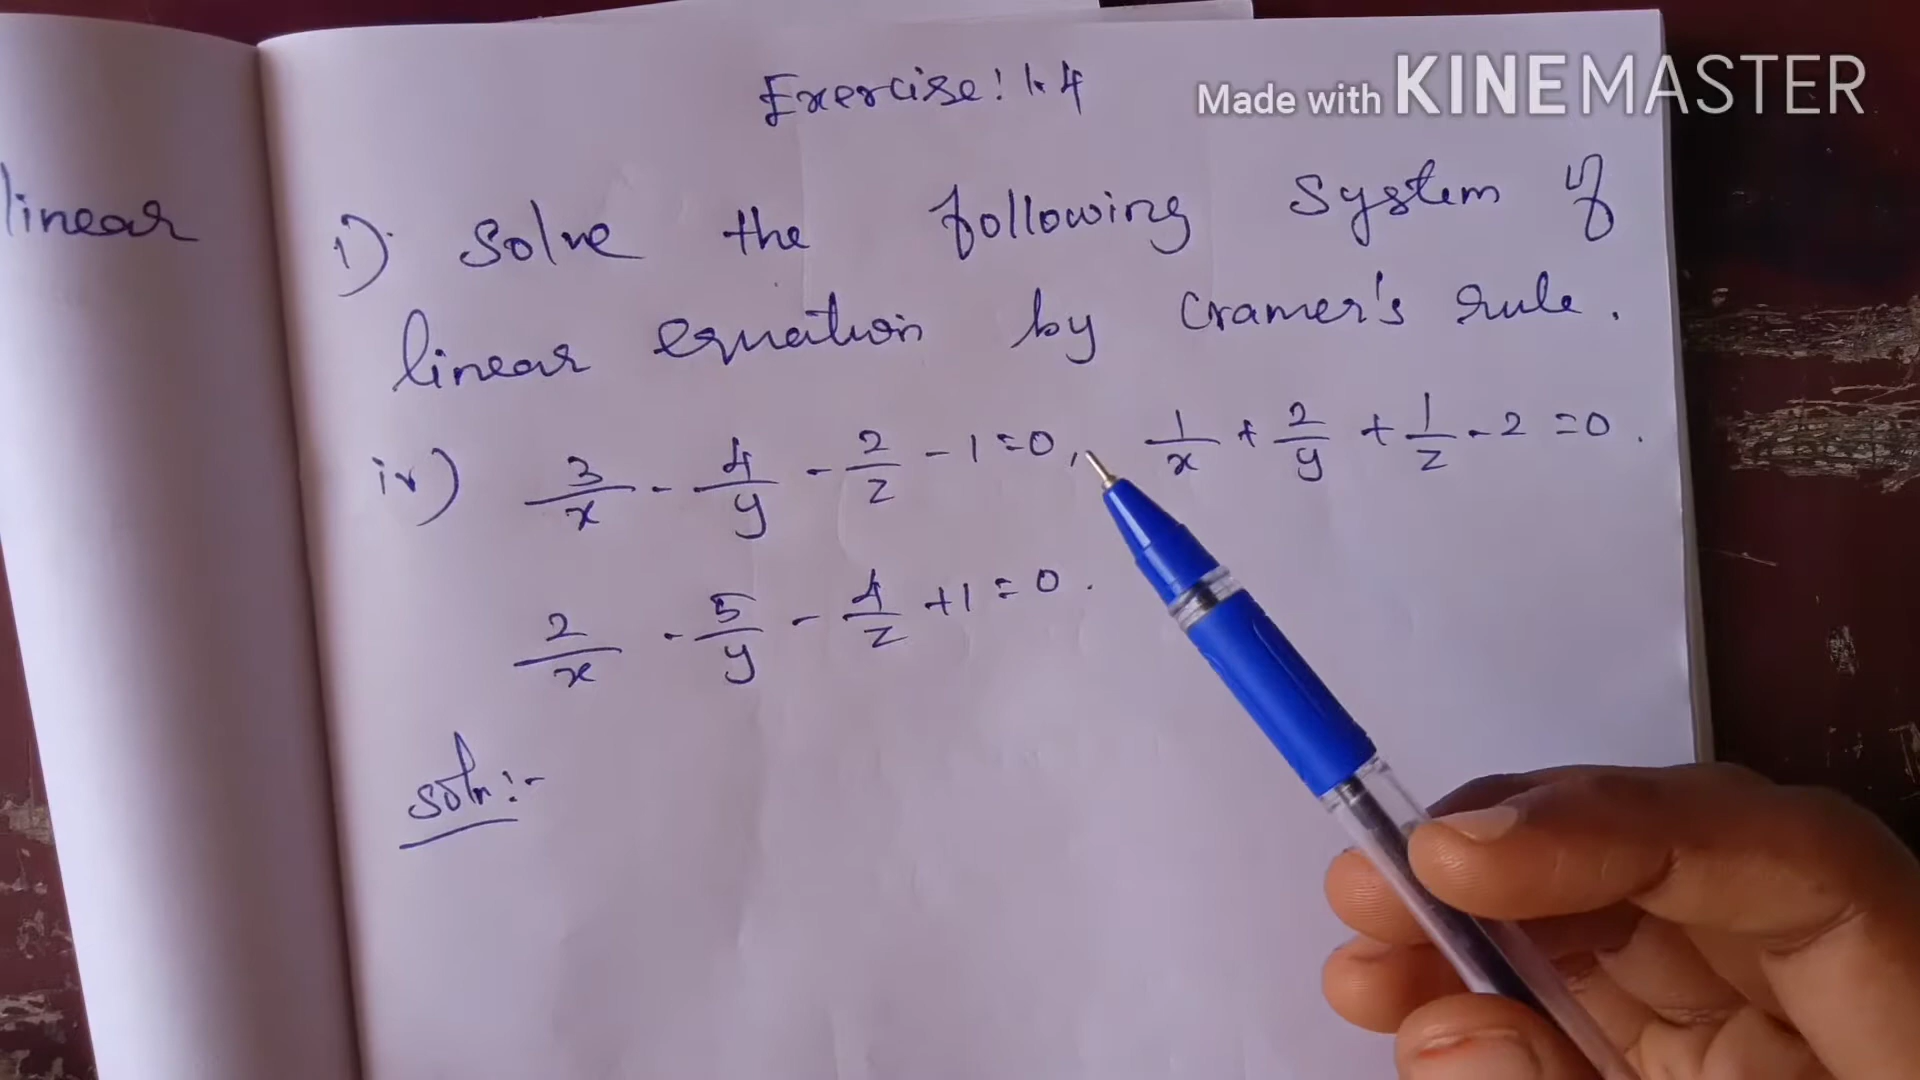 Exercise: 1.4
Made with KINEMASTER
linear
1) Solve the following System of
linear equation by Cramer's rule.
iv) 3/x - 4/y - 2/z - 1 = 0, 1/x + 2/y + 1/z - 2 = 0.
2/x - 5/y - 4/z + 1 = 0.
soln:-